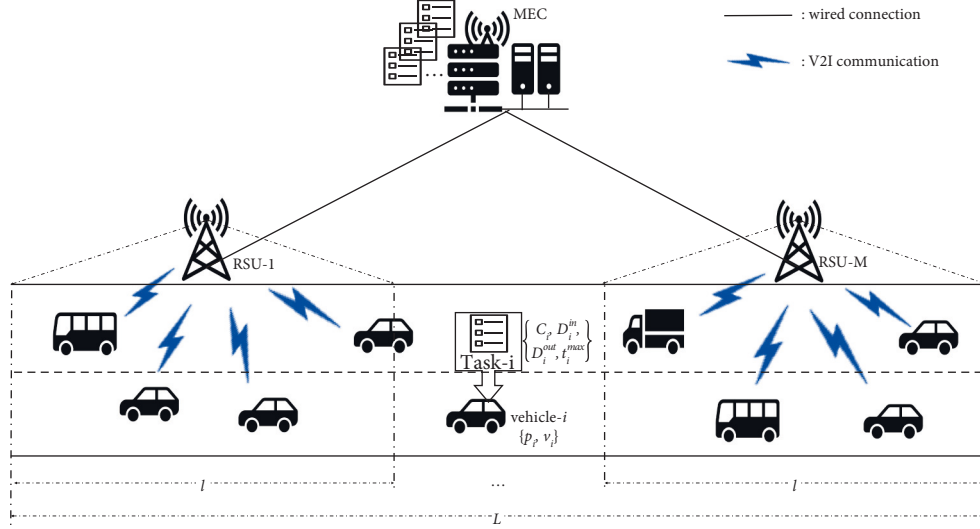 MEC
: wired connection
...
: V2I communication
RSU-1
RSU-M
Task-i
{C_i, D_i^{in},
D_i^{out}, t_i^{max}}
vehicle-i
{p_i, v_i}
l
...
l
L